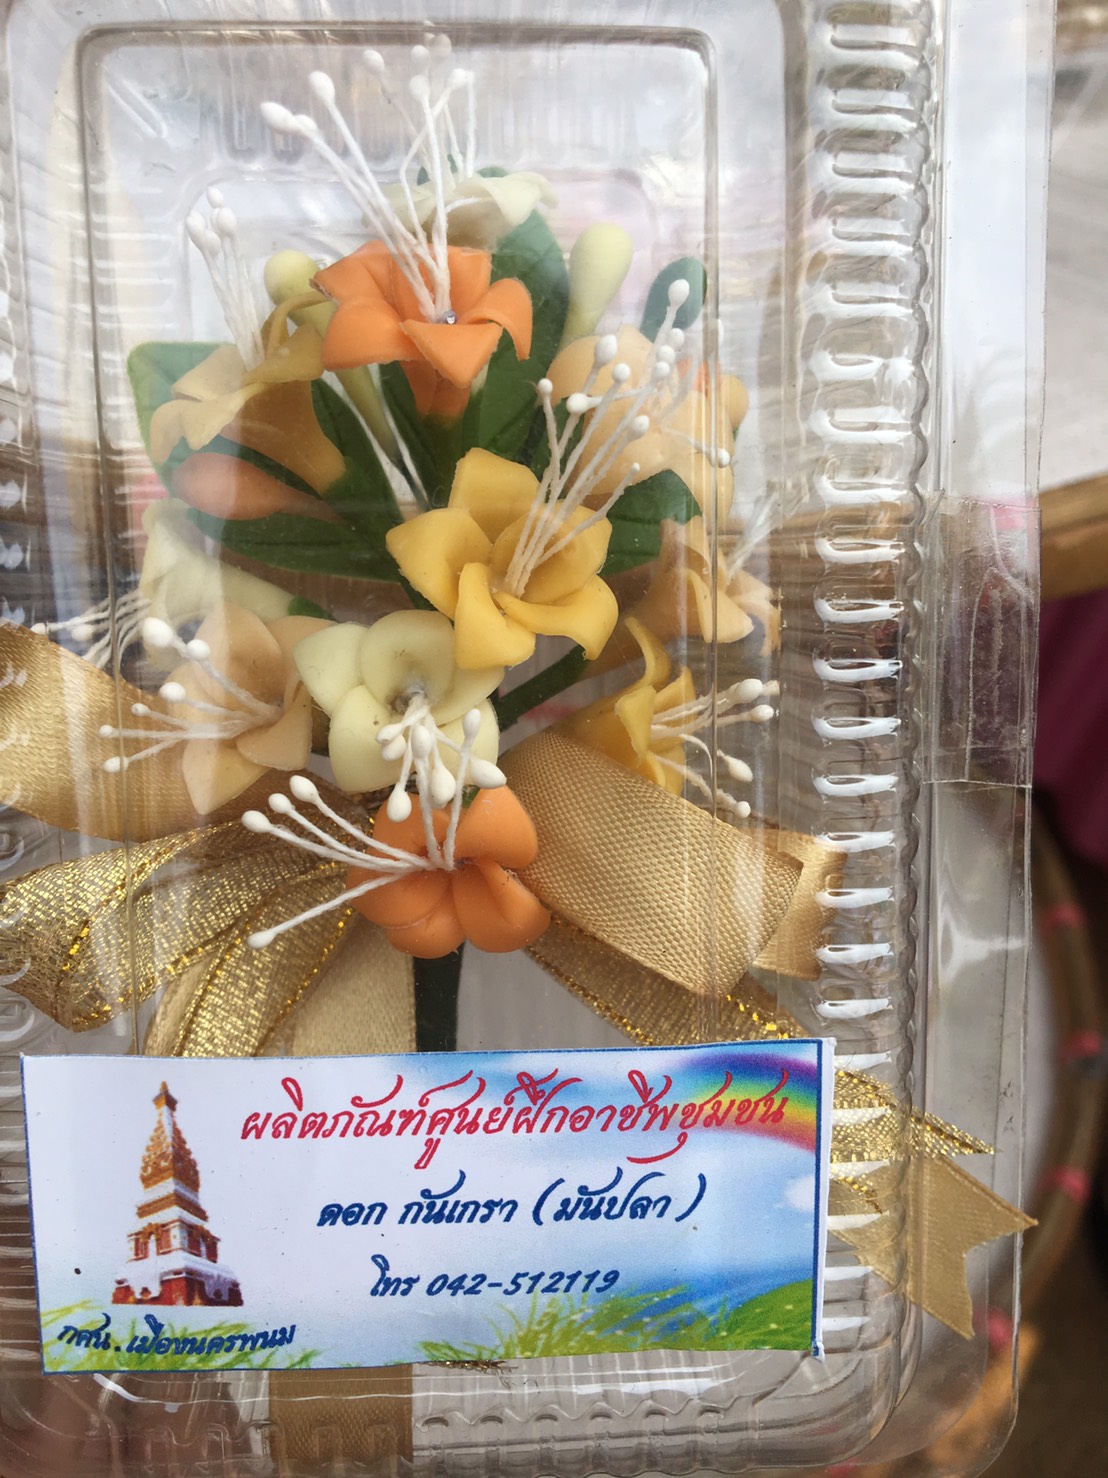 ผลิตภัณฑ์ศูนย์ฝึกอาชีพชุมชน
ดอก กันเกรา (มันปลา)
โทร 042-512119
กศน.เมืองนครพนม